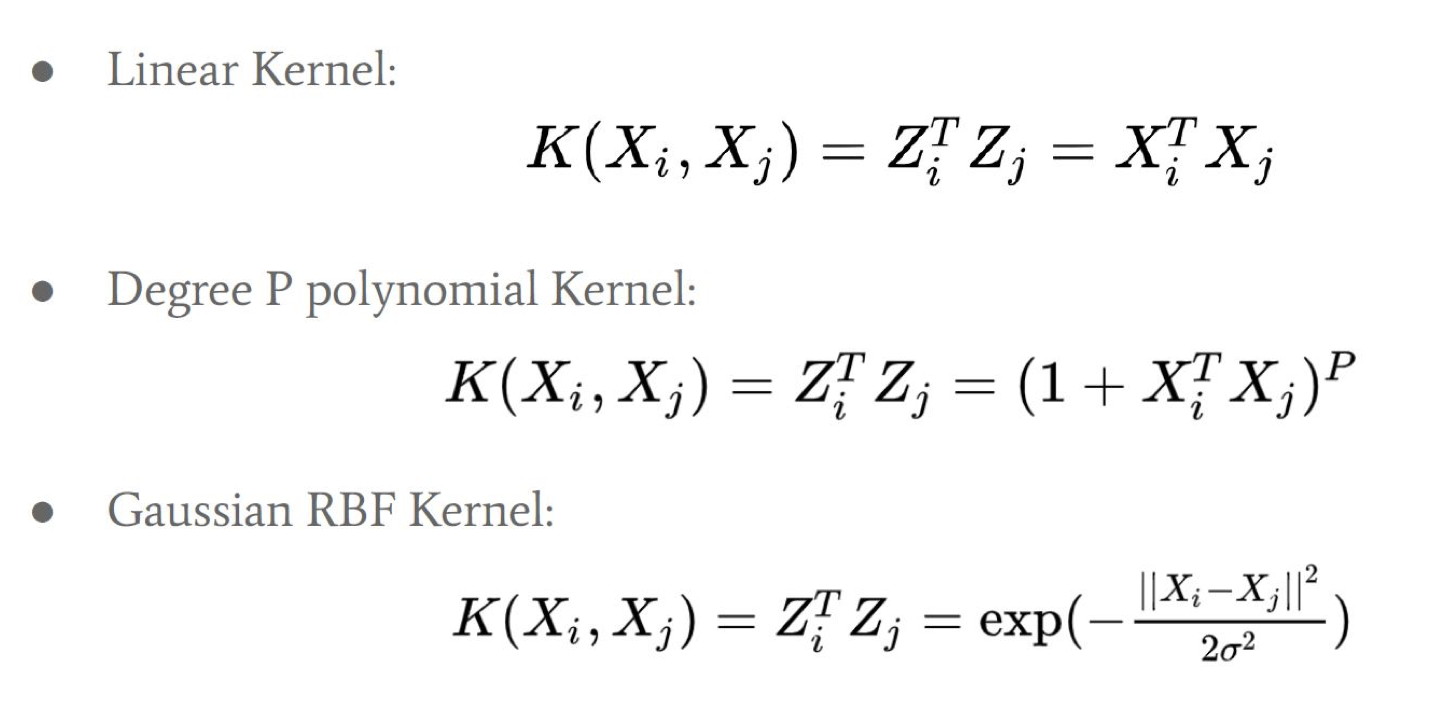 ● Linear Kernel:
K(X_i, X_j) = Z_i^T Z_j = X_i^T X_j
● Degree P polynomial Kernel:
K(X_i, X_j) = Z_i^T Z_j = (1 + X_i^T X_j)^P
● Gaussian RBF Kernel:
K(X_i, X_j) = Z_i^T Z_j = exp(-\frac{||X_i-X_j||^2}{2σ^2})